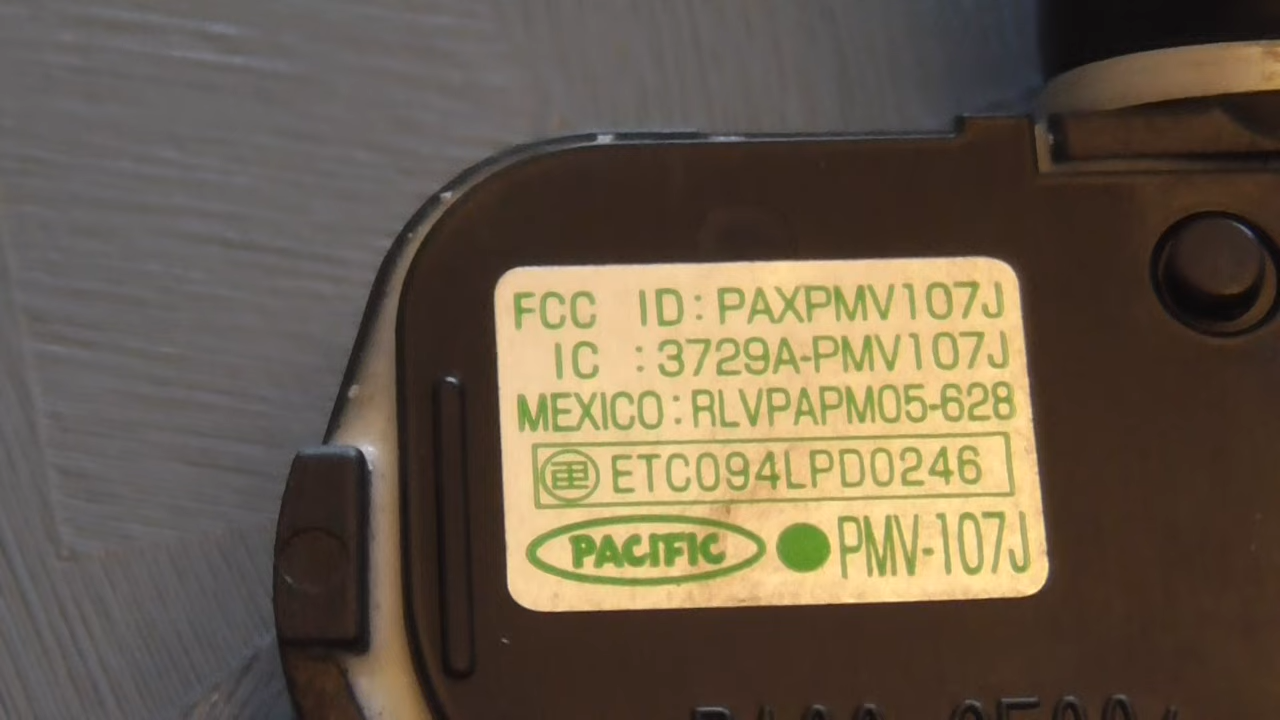 FCC ID: PAXPMV107J
IC : 3729A-PMV107J
MEXICO: RLVPAPM05-628
ETC094LPD0246
PACIFIC ●PMV-107J